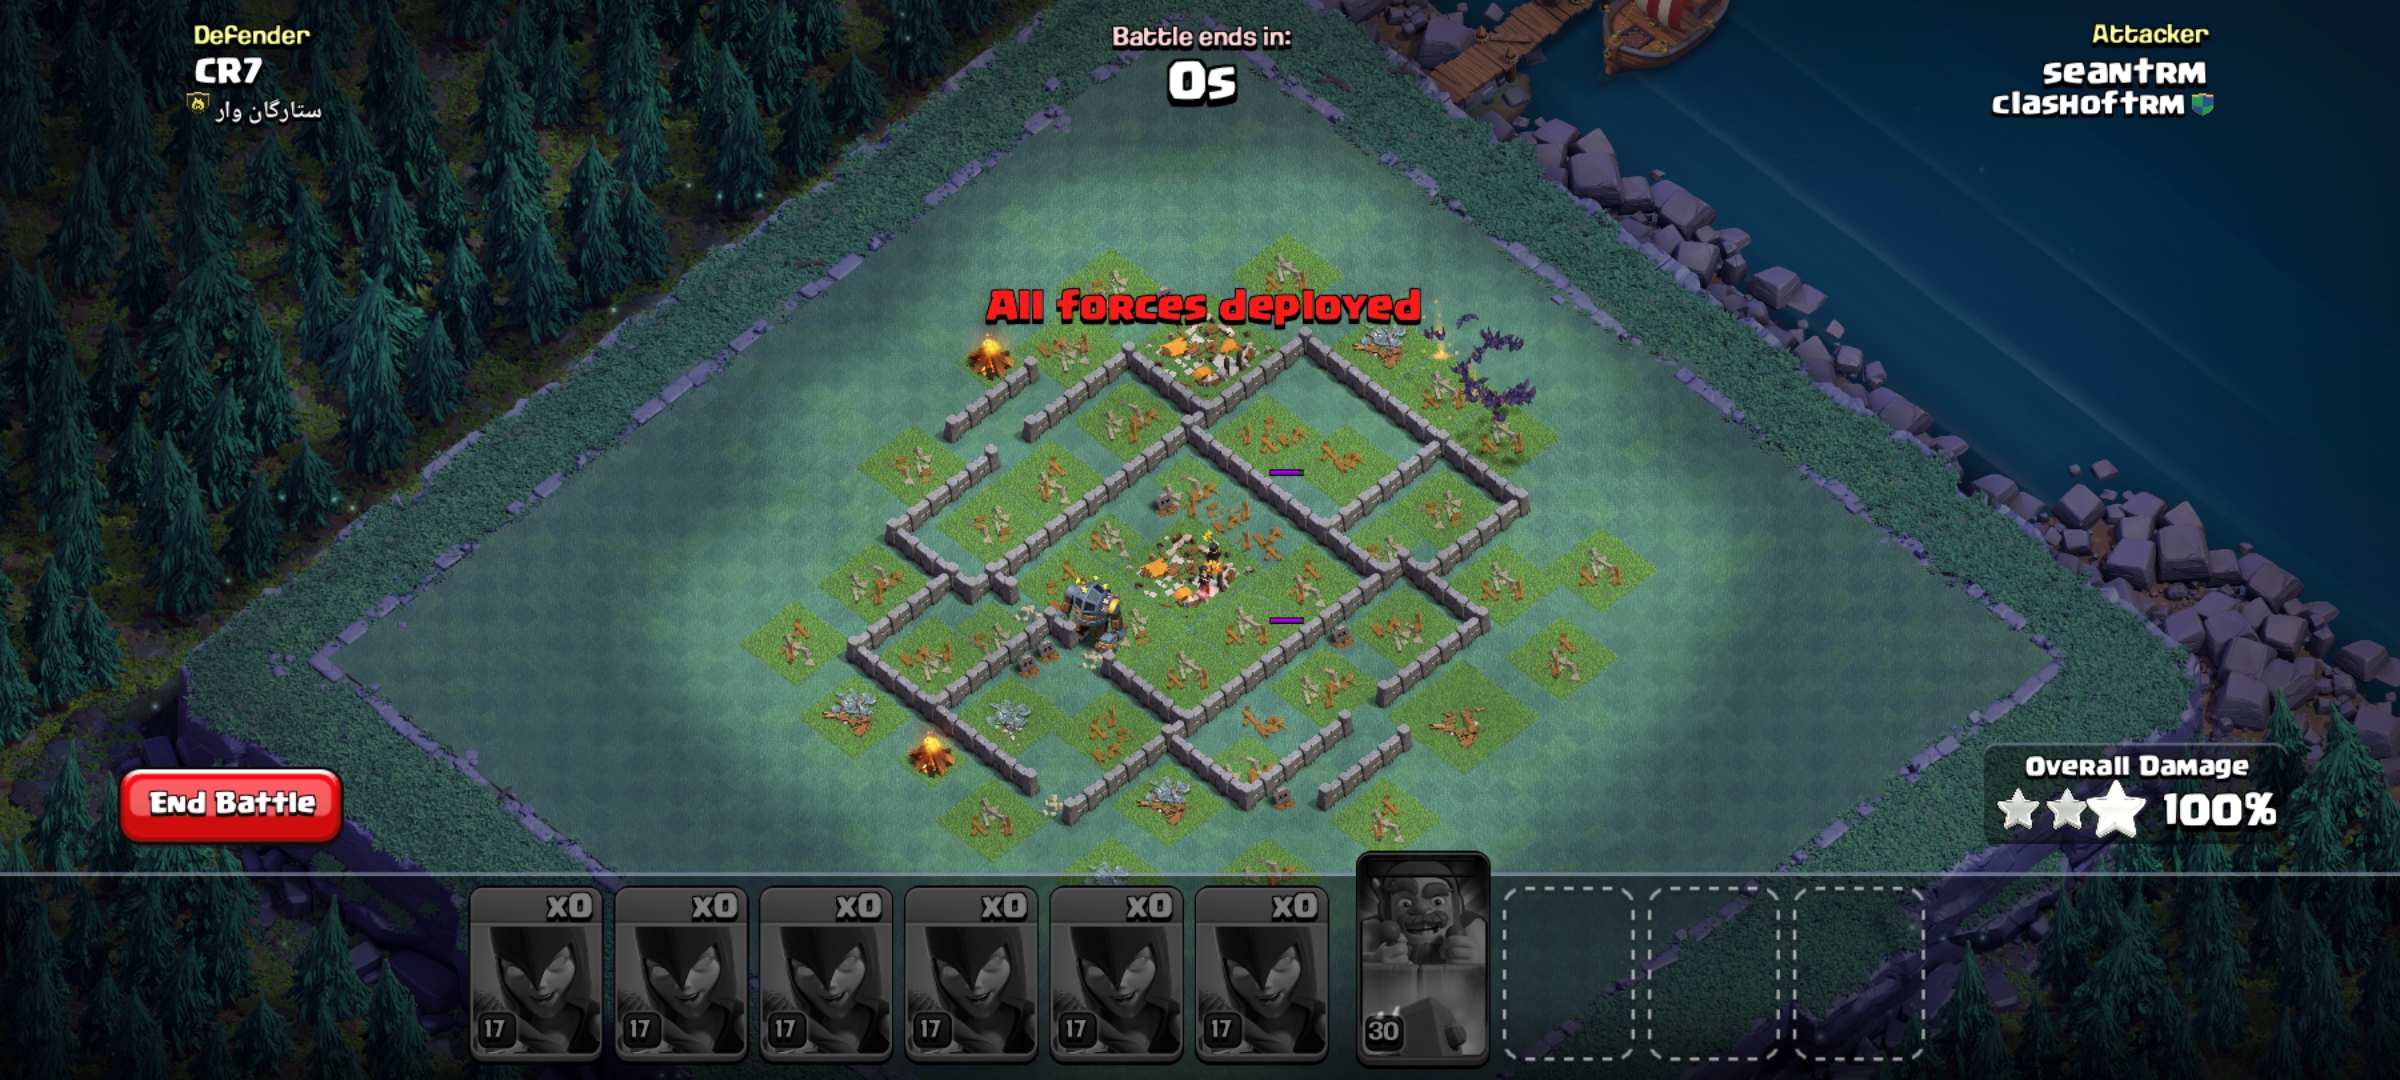 Defender
CR7
ستارگان وار
Battle ends in:
0s
Attacker
seantRM
clashoftRM
All forces deployed
End Battle
Overall Damage
100%
x0 x0 x0 x0 x0 x0
17 17 17 17 17 17 30